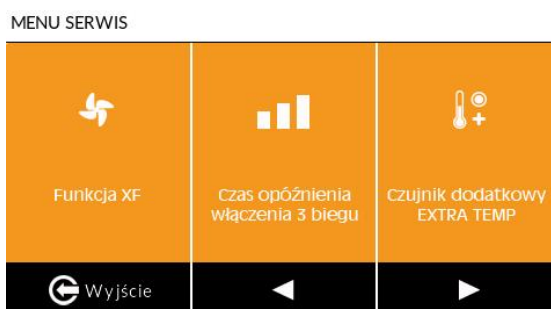 MENU SERWIS
Funkcja XF
Czas opóźnienia
włączenia 3 biegu
Czujnik dodatkowy
EXTRA TEMP
Wyjście